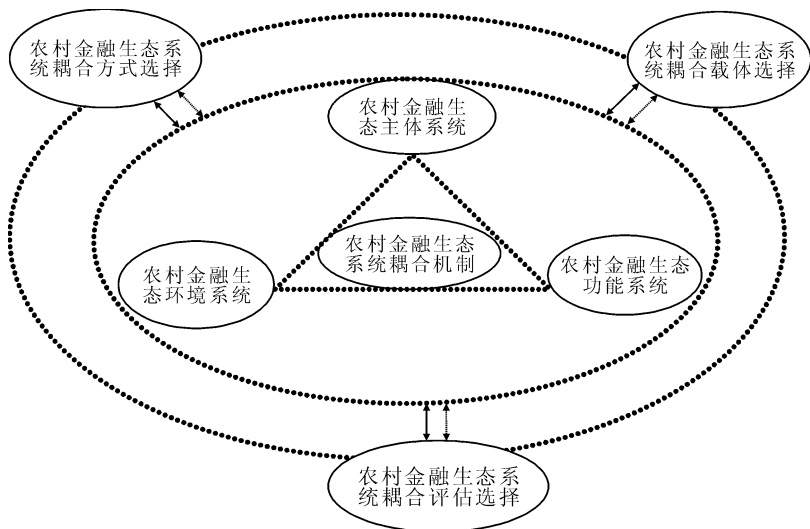 农村金融生态系
统耦合方式选择
农村金融生态系
统耦合载体选择
农村金融生
态主体系统
农村金融生态
系统耦合机制
农村金融生
态环境系统
农村金融生态
功能系统
农村金融生态系
统耦合评估选择